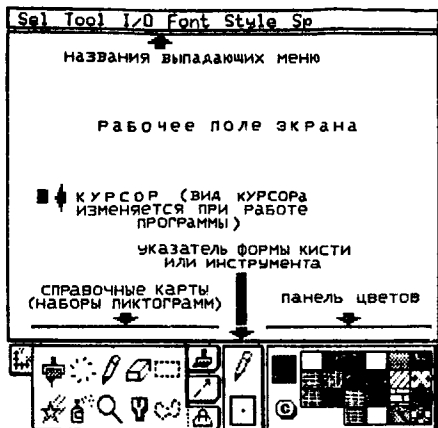 Sel Tool I/O Font Style Sp
названия выпадающих меню
рабочее поле экрана
курсор (вид курсора
изменяется при работе
программы)
указатель формы кисти
или инструмента
справочные карты
(наборы пиктограмм)
панель цветов
C